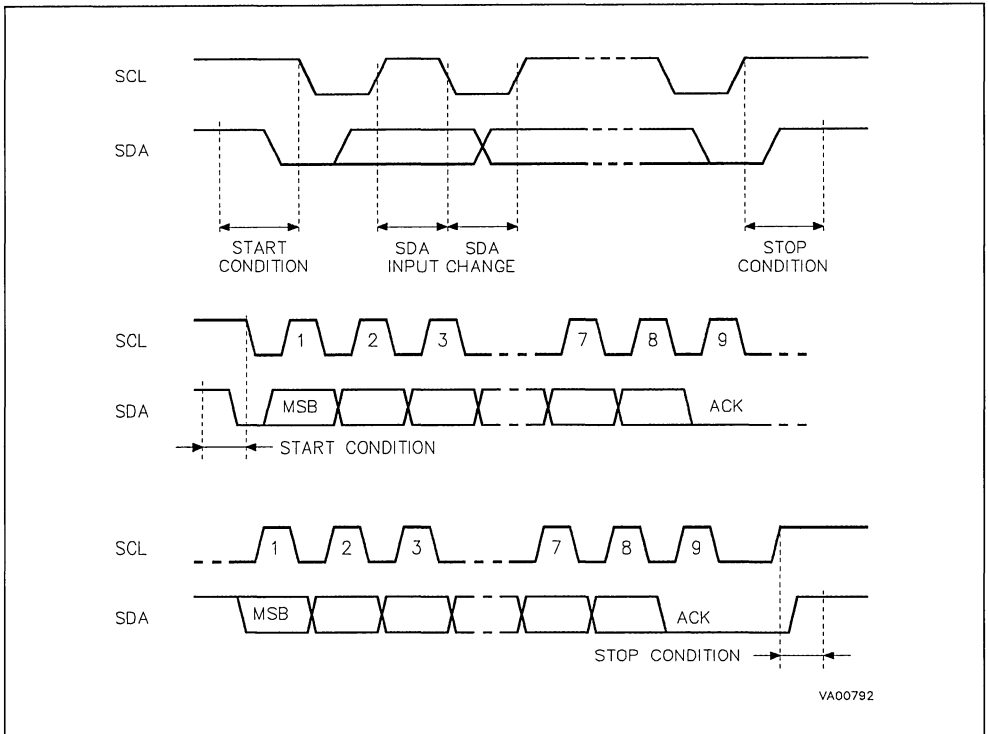 SCL
SDA
START
CONDITION
SDA
INPUT
SDA
CHANGE
STOP
CONDITION
SCL
1 2 3 7 8 9
SDA
MSB
ACK
START CONDITION
SCL
1 2 3 7 8 9
SDA
MSB
ACK
STOP CONDITION
VA00792